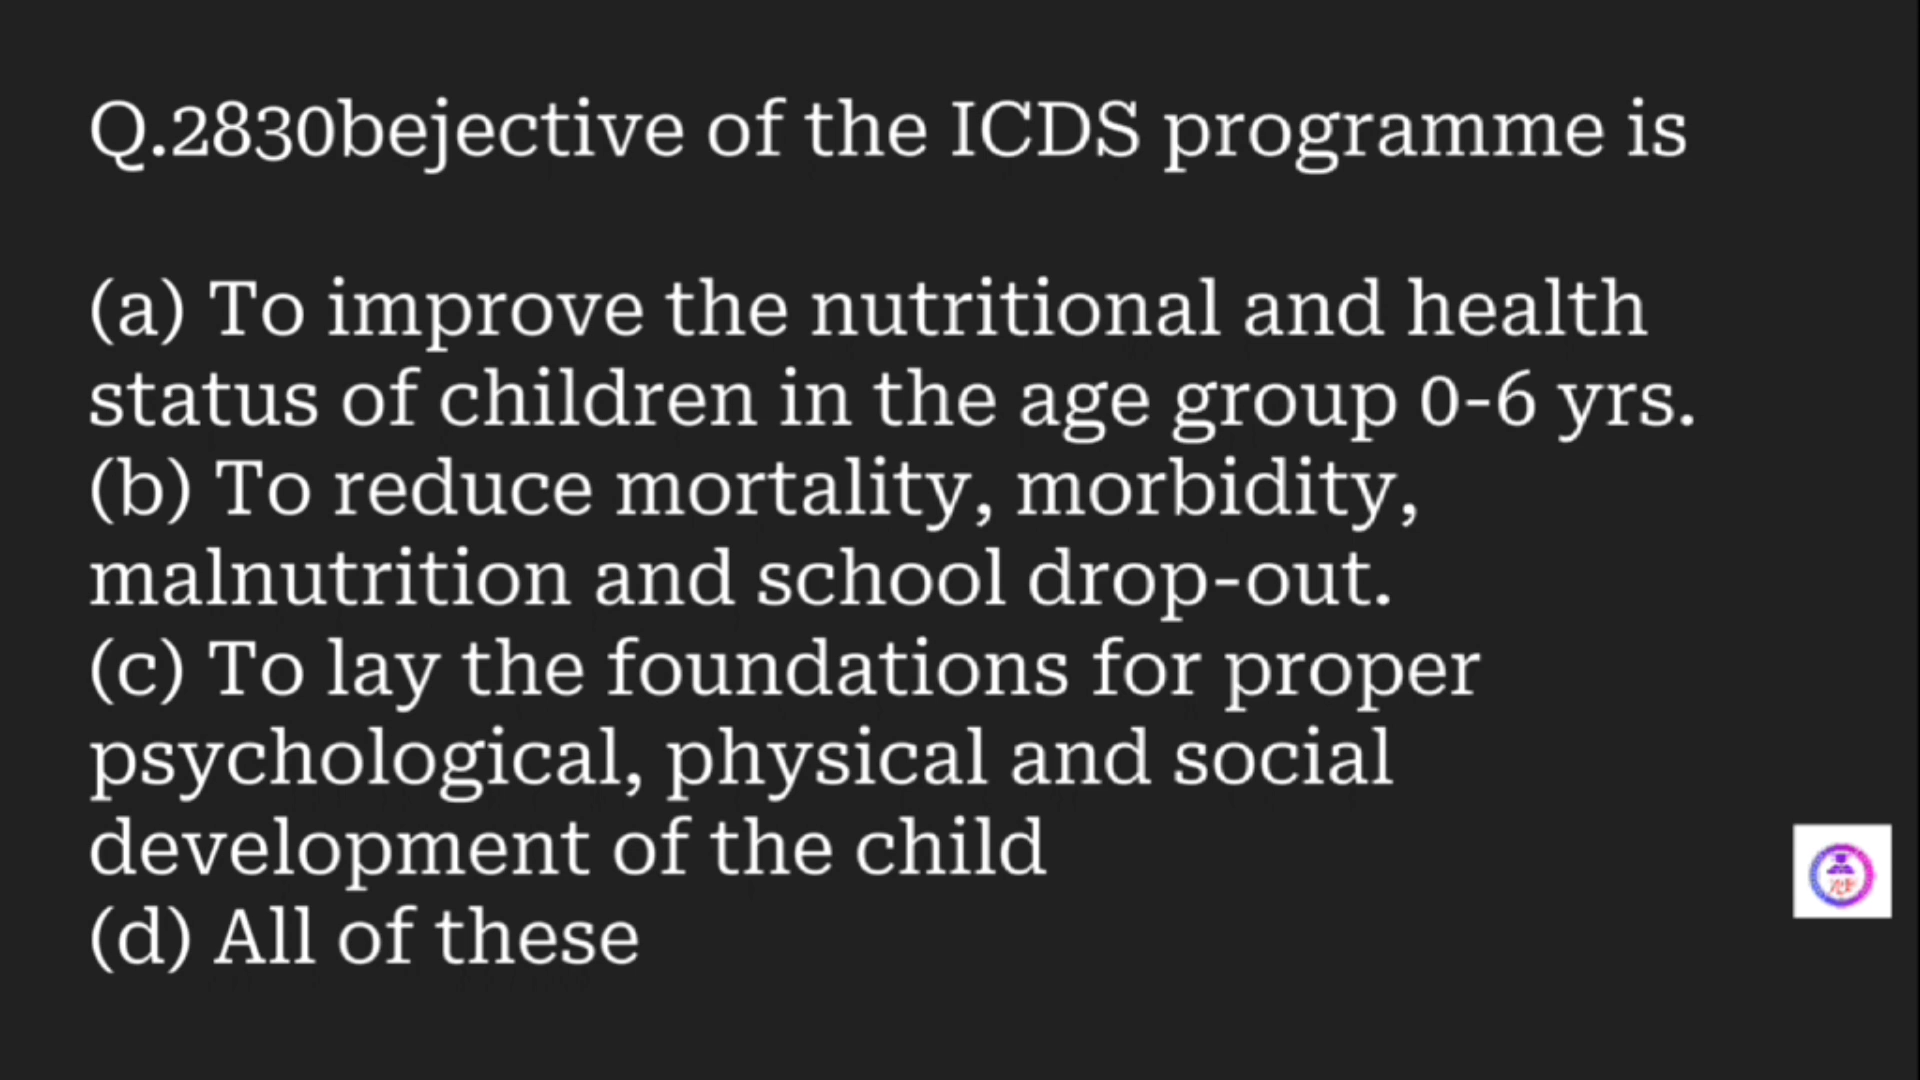 Q.2830bejective of the ICDS programme is
(a) To improve the nutritional and health
status of children in the age group 0-6 yrs.
(b) To reduce mortality, morbidity,
malnutrition and school drop-out.
(c) To lay the foundations for proper
psychological, physical and social
development of the child
(d) All of these